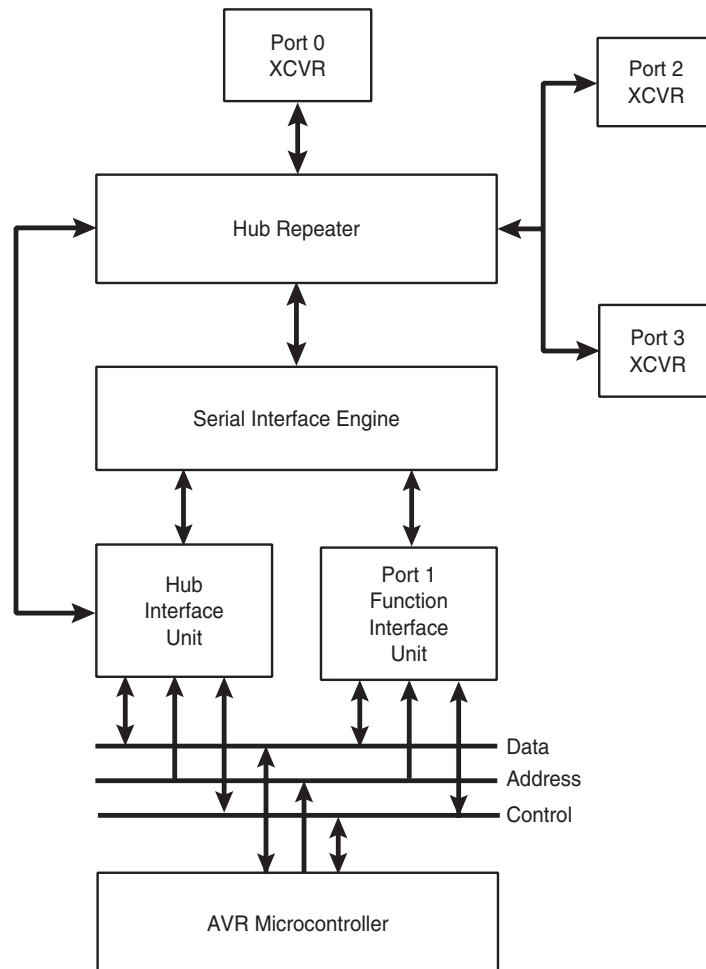 Port 0
XCVR
Port 2
XCVR
Hub Repeater
Port 3
XCVR
Serial Interface Engine
Hub
Interface
Unit
Port 1
Function
Interface
Unit
Data
Address
Control
AVR Microcontroller